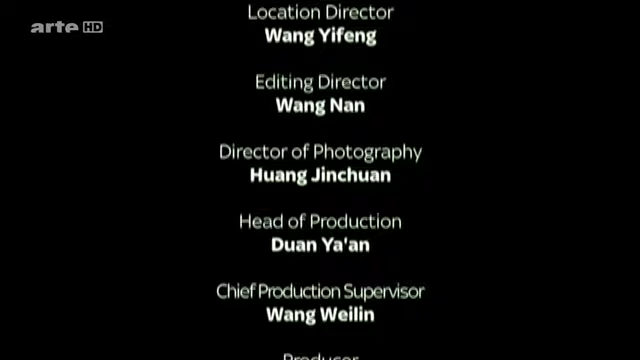 Location Director
arte HD
Wang Yifeng
Editing Director
Wang Nan
Director of Photography
Huang Jinchuan
Head of Production
Duan Ya'an
Chief Production Supervisor
Wang Weilin
Producer